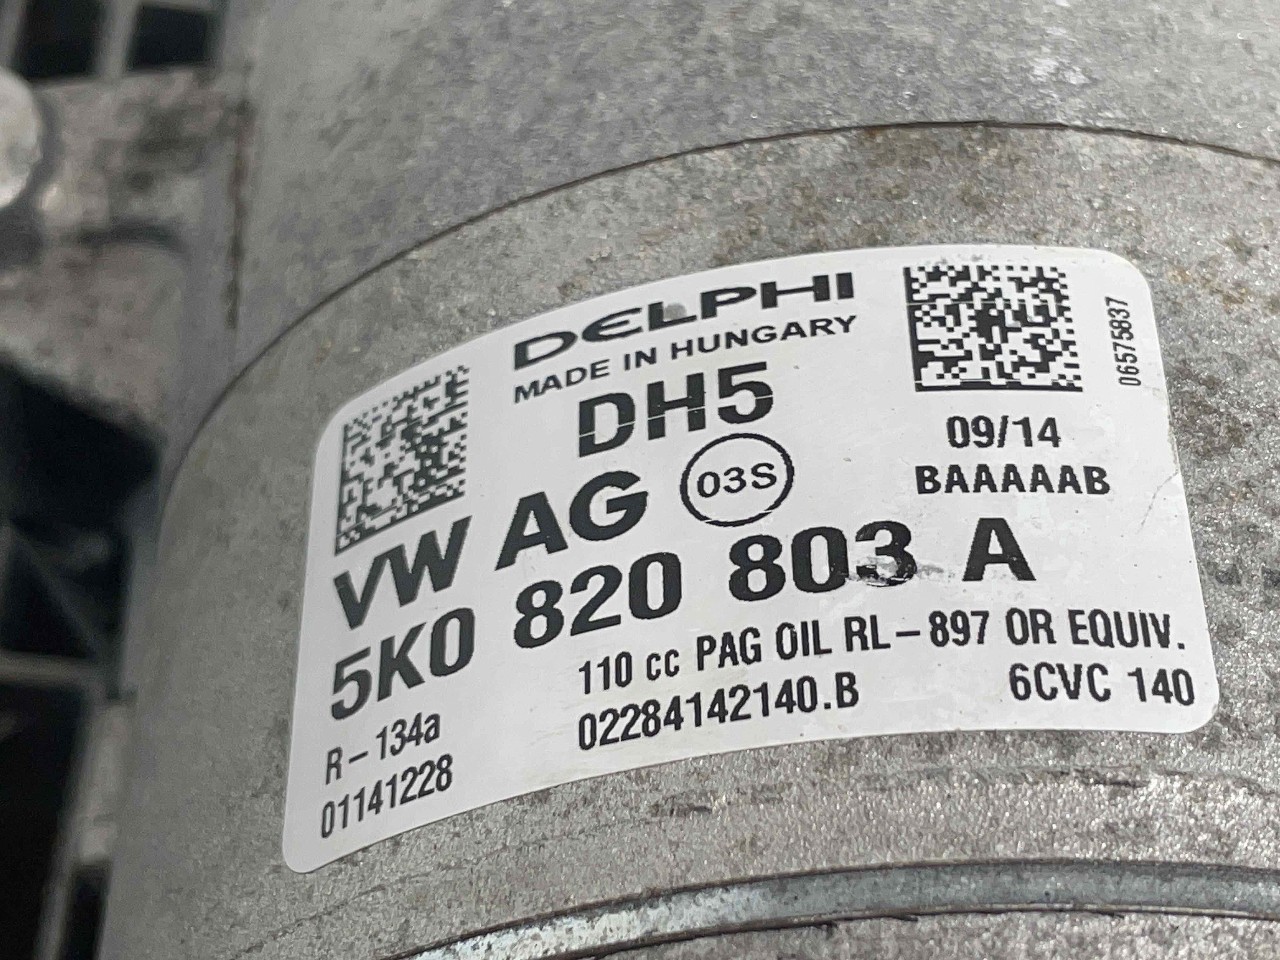 DELPHI
MADE IN HUNGARY
DH5
06575837
09/14
BAAAAAB
VW AG 03S
5K0 820 803 A
110 cc PAG OIL RL-897 OR EQUIV.
R-134a
02284142140.B
6CVC 140
01141228